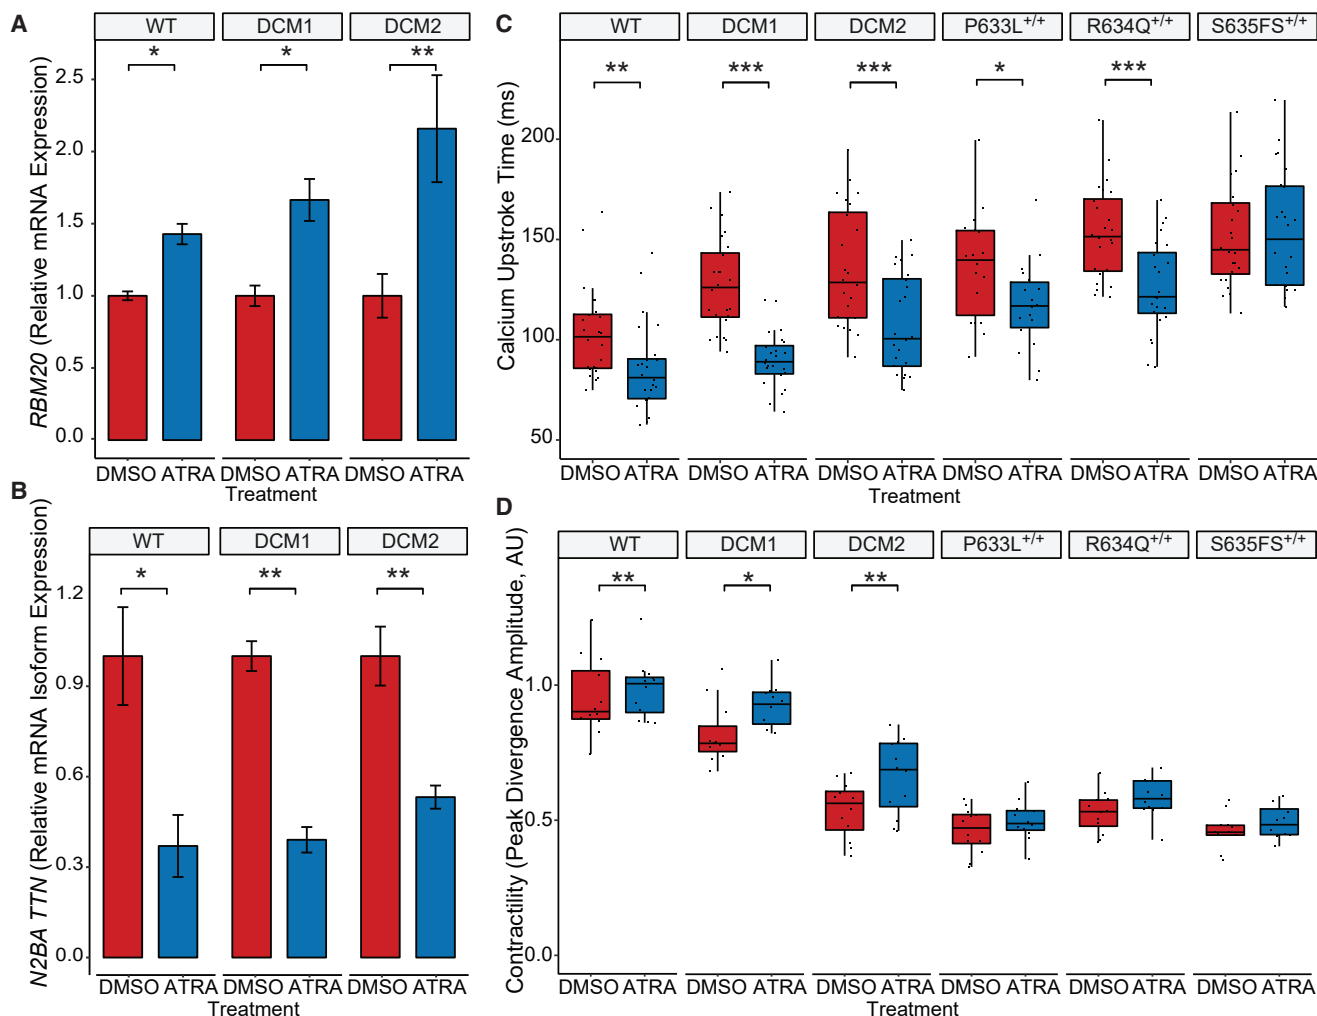 A
WT DCM1 DCM2
* * **
RBM20 (Relative mRNA Expression)
2.5
2.0
1.5
1.0
0.5
0.0
DMSO ATRA DMSO ATRA DMSO ATRA
Treatment
B
WT DCM1 DCM2
* ** **
N2BA TTN (Relative mRNA Isoform Expression)
1.2
0.9
0.6
0.3
0.0
DMSO ATRA DMSO ATRA DMSO ATRA
Treatment
C
WT DCM1 DCM2 P633L+/+ R634Q+/+ S635FS+/+
** *** *** * ***
Calcium Upstroke Time (ms)
200
150
100
50
DMSO ATRA DMSO ATRA DMSO ATRA DMSO ATRA DMSO ATRA DMSO ATRA
Treatment
D
WT DCM1 DCM2 P633L+/+ R634Q+/+ S635FS+/+
** * **
Contractility (Peak Divergence Amplitude, AU)
1.0
0.5
0.0
DMSO ATRA DMSO ATRA DMSO ATRA DMSO ATRA DMSO ATRA DMSO ATRA
Treatment